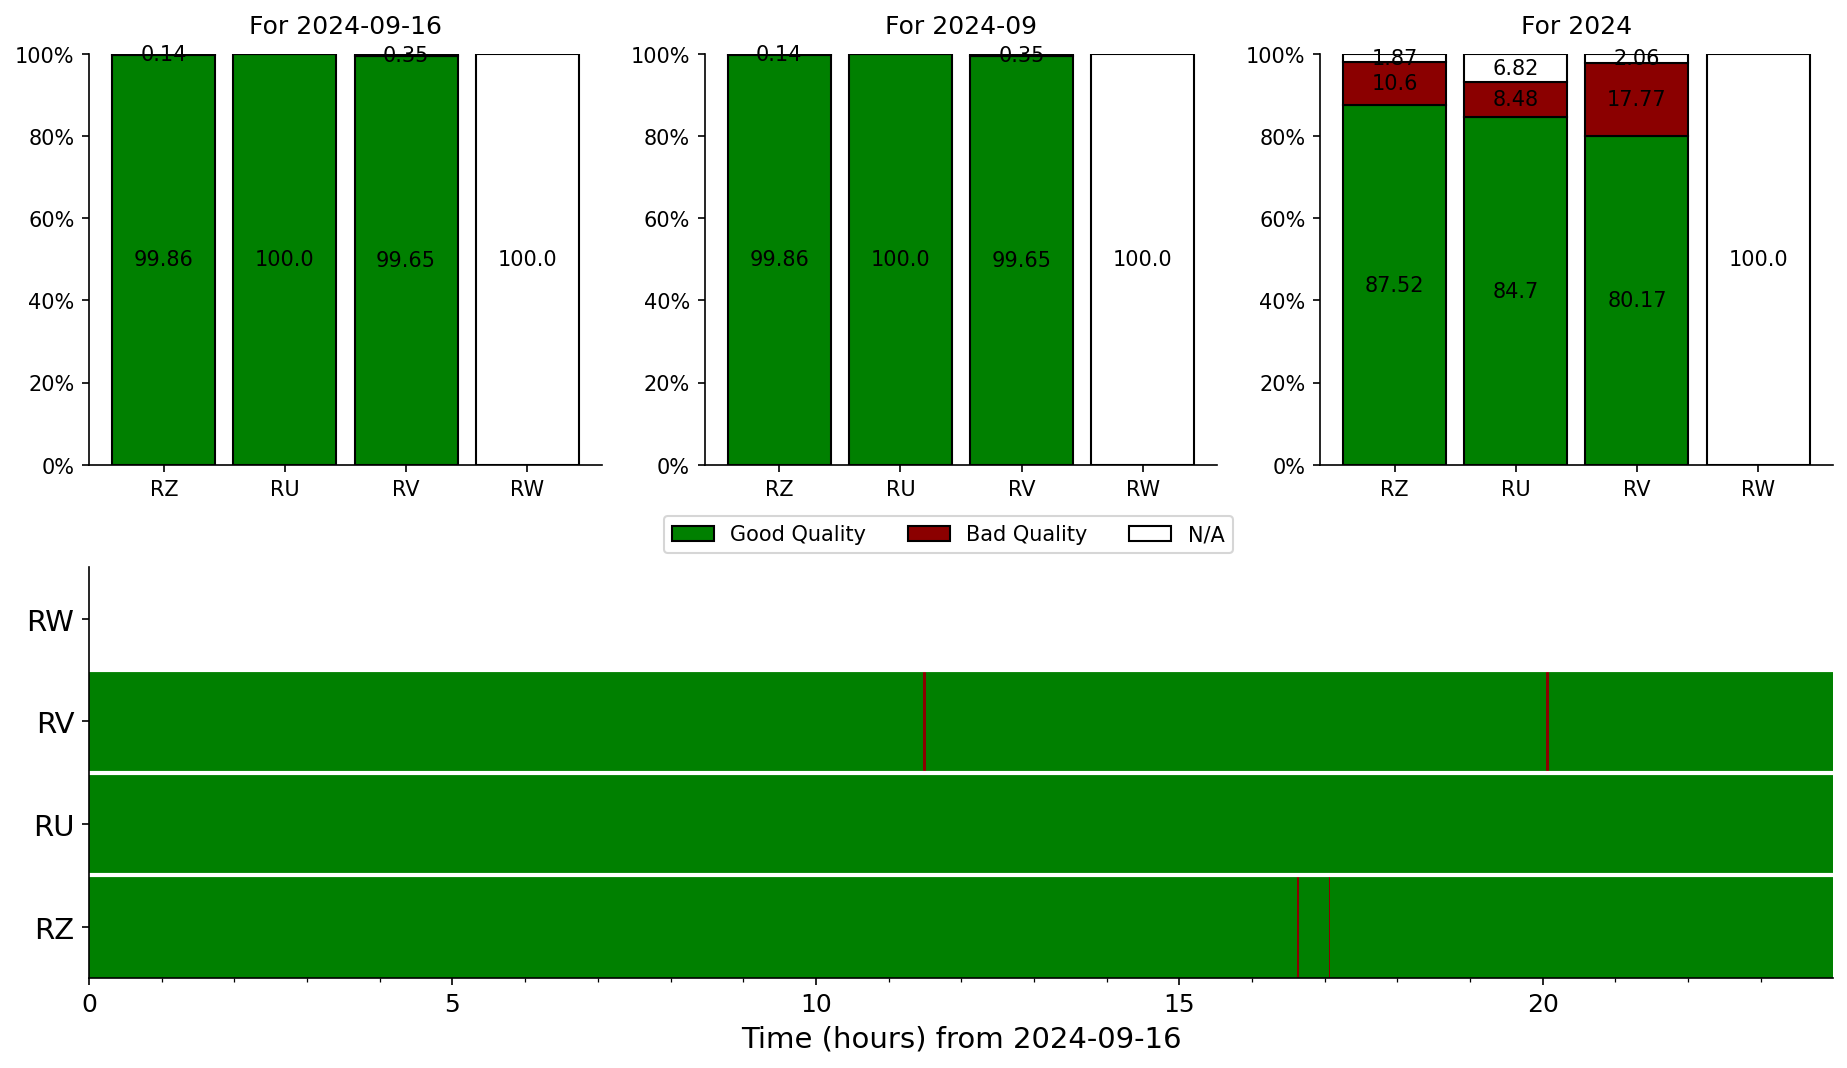 For 2024-09-16
For 2024-09
For 2024
100%
80%
60%
40%
20%
0%
0.14
0.35
99.86
100.0
99.65
100.0
RZ
RU
RV
RW
100%
80%
60%
40%
20%
0%
0.14
0.35
99.86
100.0
99.65
100.0
RZ
RU
RV
RW
100%
80%
60%
40%
20%
0%
1.87
6.82
2.06
10.6
8.48
17.77
87.52
84.7
80.17
100.0
RZ
RU
RV
RW
Good Quality
Bad Quality
N/A
RW
RV
RU
RZ
0
5
10
15
20
Time (hours) from 2024-09-16